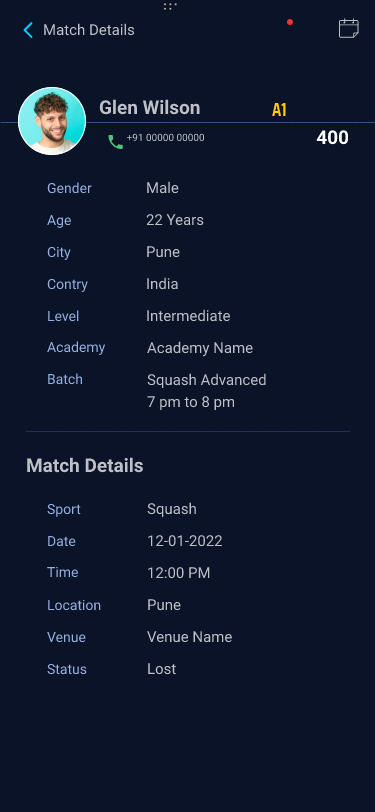 Match Details
Glen Wilson A1
+91 00000 00000 400
Gender Male
Age 22 Years
City Pune
Contry India
Level Intermediate
Academy Academy Name
Batch Squash Advanced
7 pm to 8 pm
Match Details
Sport Squash
Date 12-01-2022
Time 12:00 PM
Location Pune
Venue Venue Name
Status Lost